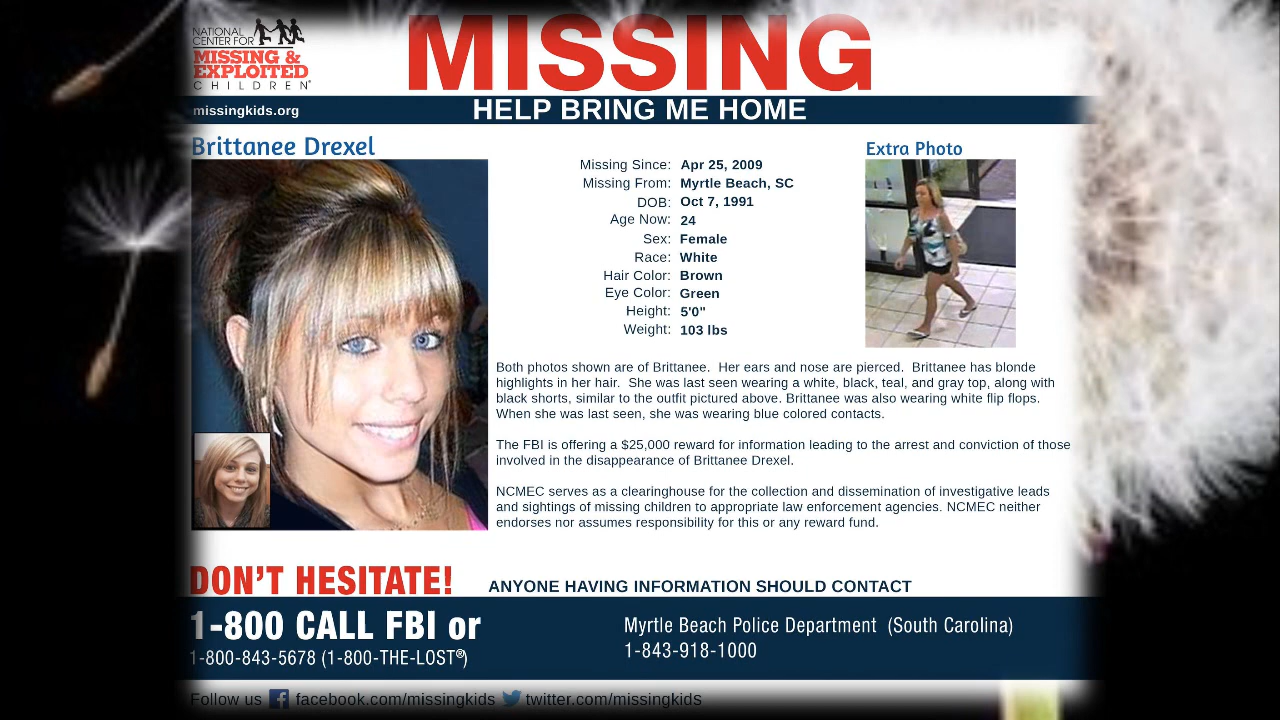 NATIONAL
CENTER FOR
MISSING &
EXPLOITED
CHILDREN®
missingkids.org
MISSING
HELP BRING ME HOME
Brittanee Drexel
Missing Since: Apr 25, 2009
Missing From: Myrtle Beach, SC
DOB: Oct 7, 1991
Age Now: 24
Sex: Female
Race: White
Hair Color: Brown
Eye Color: Green
Height: 5'0"
Weight: 103 lbs
Extra Photo
Both photos shown are of Brittanee. Her ears and nose are pierced. Brittanee has blonde
highlights in her hair. She was last seen wearing a white, black, teal, and gray top, along with
black shorts, similar to the outfit pictured above. Brittanee was also wearing white flip flops.
When she was last seen, she was wearing blue colored contacts.
The FBI is offering a $25,000 reward for information leading to the arrest and conviction of those
involved in the disappearance of Brittanee Drexel.
NCMEC serves as a clearinghouse for the collection and dissemination of investigative leads
and sightings of missing children to appropriate law enforcement agencies. NCMEC neither
endorses nor assumes responsibility for this or any reward fund.
DON'T HESITATE!
ANYONE HAVING INFORMATION SHOULD CONTACT
1-800 CALL FBI or
1-800-843-5678 (1-800-THE-LOST®)
Myrtle Beach Police Department (South Carolina)
1-843-918-1000
Follow us facebook.com/missingkids twitter.com/missingkids